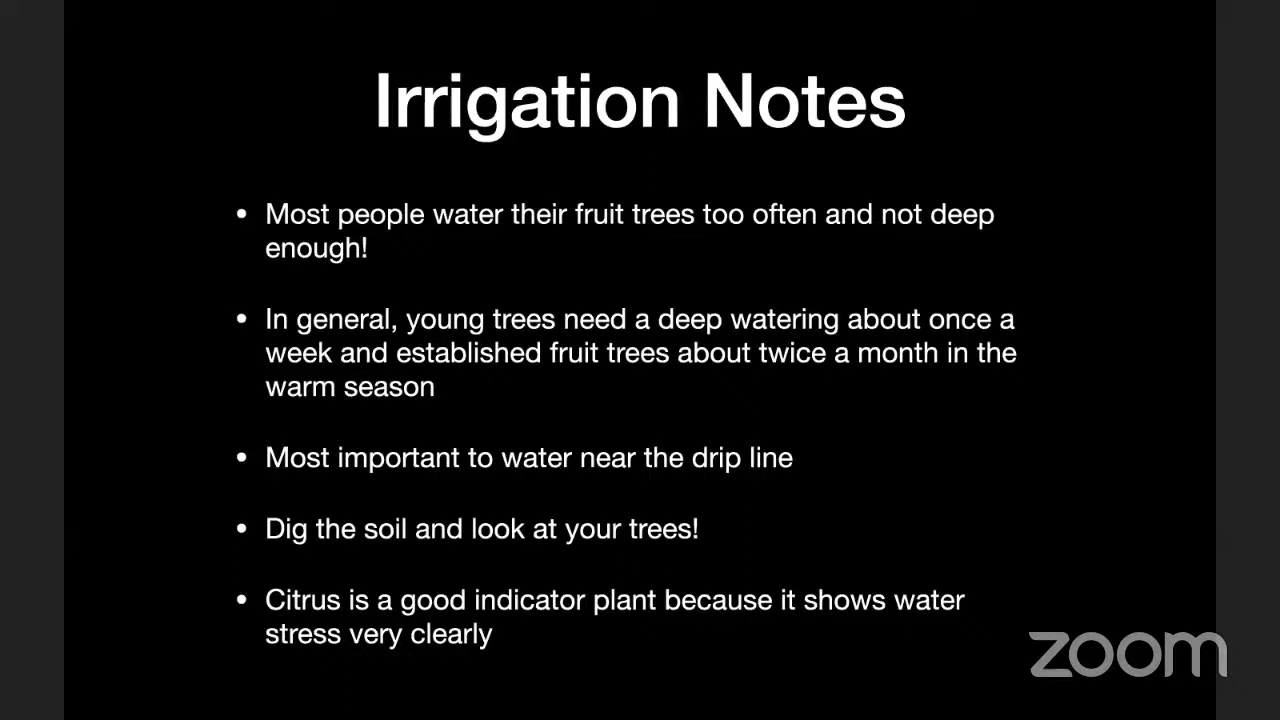 Irrigation Notes
• Most people water their fruit trees too often and not deep
enough!
• In general, young trees need a deep watering about once a
week and established fruit trees about twice a month in the
warm season
• Most important to water near the drip line
• Dig the soil and look at your trees!
• Citrus is a good indicator plant because it shows water
stress very clearly
zoom